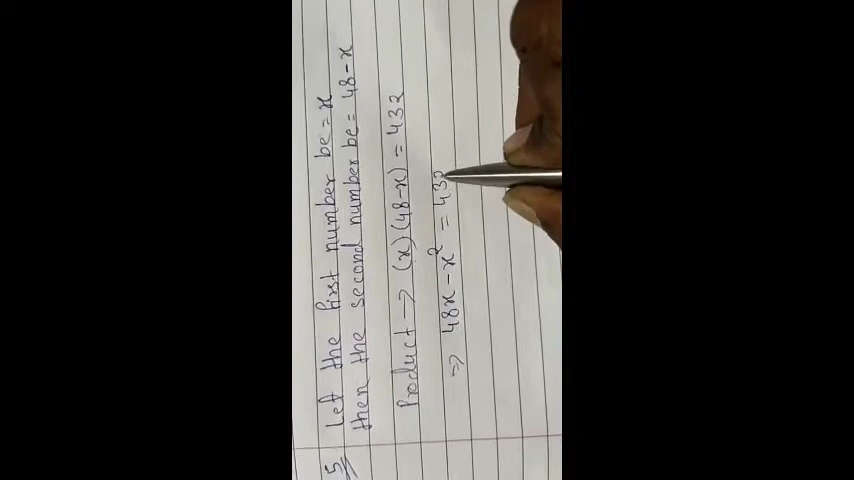 5 Let the first number be = x
then the second number be = 48-x
Product → (x)(48-x) = 432
⇒ 48x - x² = 432